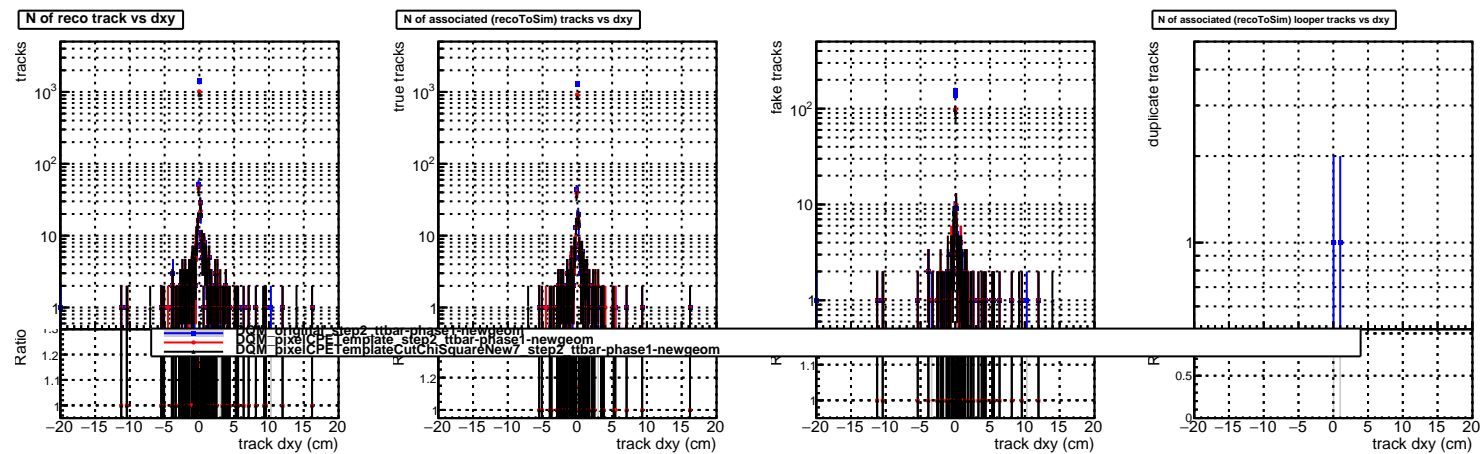 N of reco track vs dxy
N of associated (recoToSim) tracks vs dxy
N of associated (recoToSim) looper tracks vs dxy
tracks
10³
10²
10
1
Ratio
1.3
1.2
1.1
1
−20 −15 −10 −5 0 5 10 15 20
track dxy (cm)
true tracks
10³
10²
10
1
1.2
1
−20 −15 −10 −5 0 5 10 15 20
track dxy (cm)
fake tracks
10²
10
1
1.1
1
−20 −15 −10 −5 0 5 10 15 20
track dxy (cm)
duplicate tracks
1
0.5
0
−20 −15 −10 −5 0 5 10 15 20
track dxy (cm)
DQM_original_step2_ttbar-phase1-newgeom
DQM_pixelCPETemplate_step2_ttbar-phase1-newgeom
DQM_pixelCPETemplateCutChiSquareNew7_step2_ttbar-phase1-newgeom